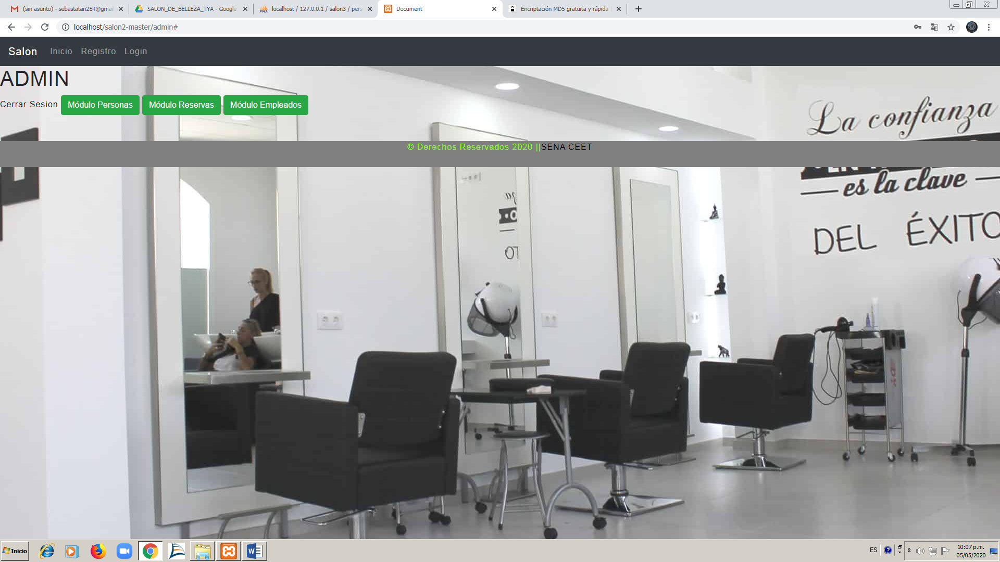 (sin asunto) - sebastatan254@gmai
SALON_DE_BELLEZA_TYA - Google
localhost / 127.0.0.1 / salon3 / pers
Document
Encriptación MD5 gratuita y rápida
localhost/salon2-master/admin#
Salon Inicio Registro Login
ADMIN
Cerrar Sesion Módulo Personas Módulo Reservas Módulo Empleados
La confianza
© Derechos Reservados 2020 ||SENA CEET
es la clave
DEL ÉXITO
Inicio
ES
10:07 p.m.
05/05/2020